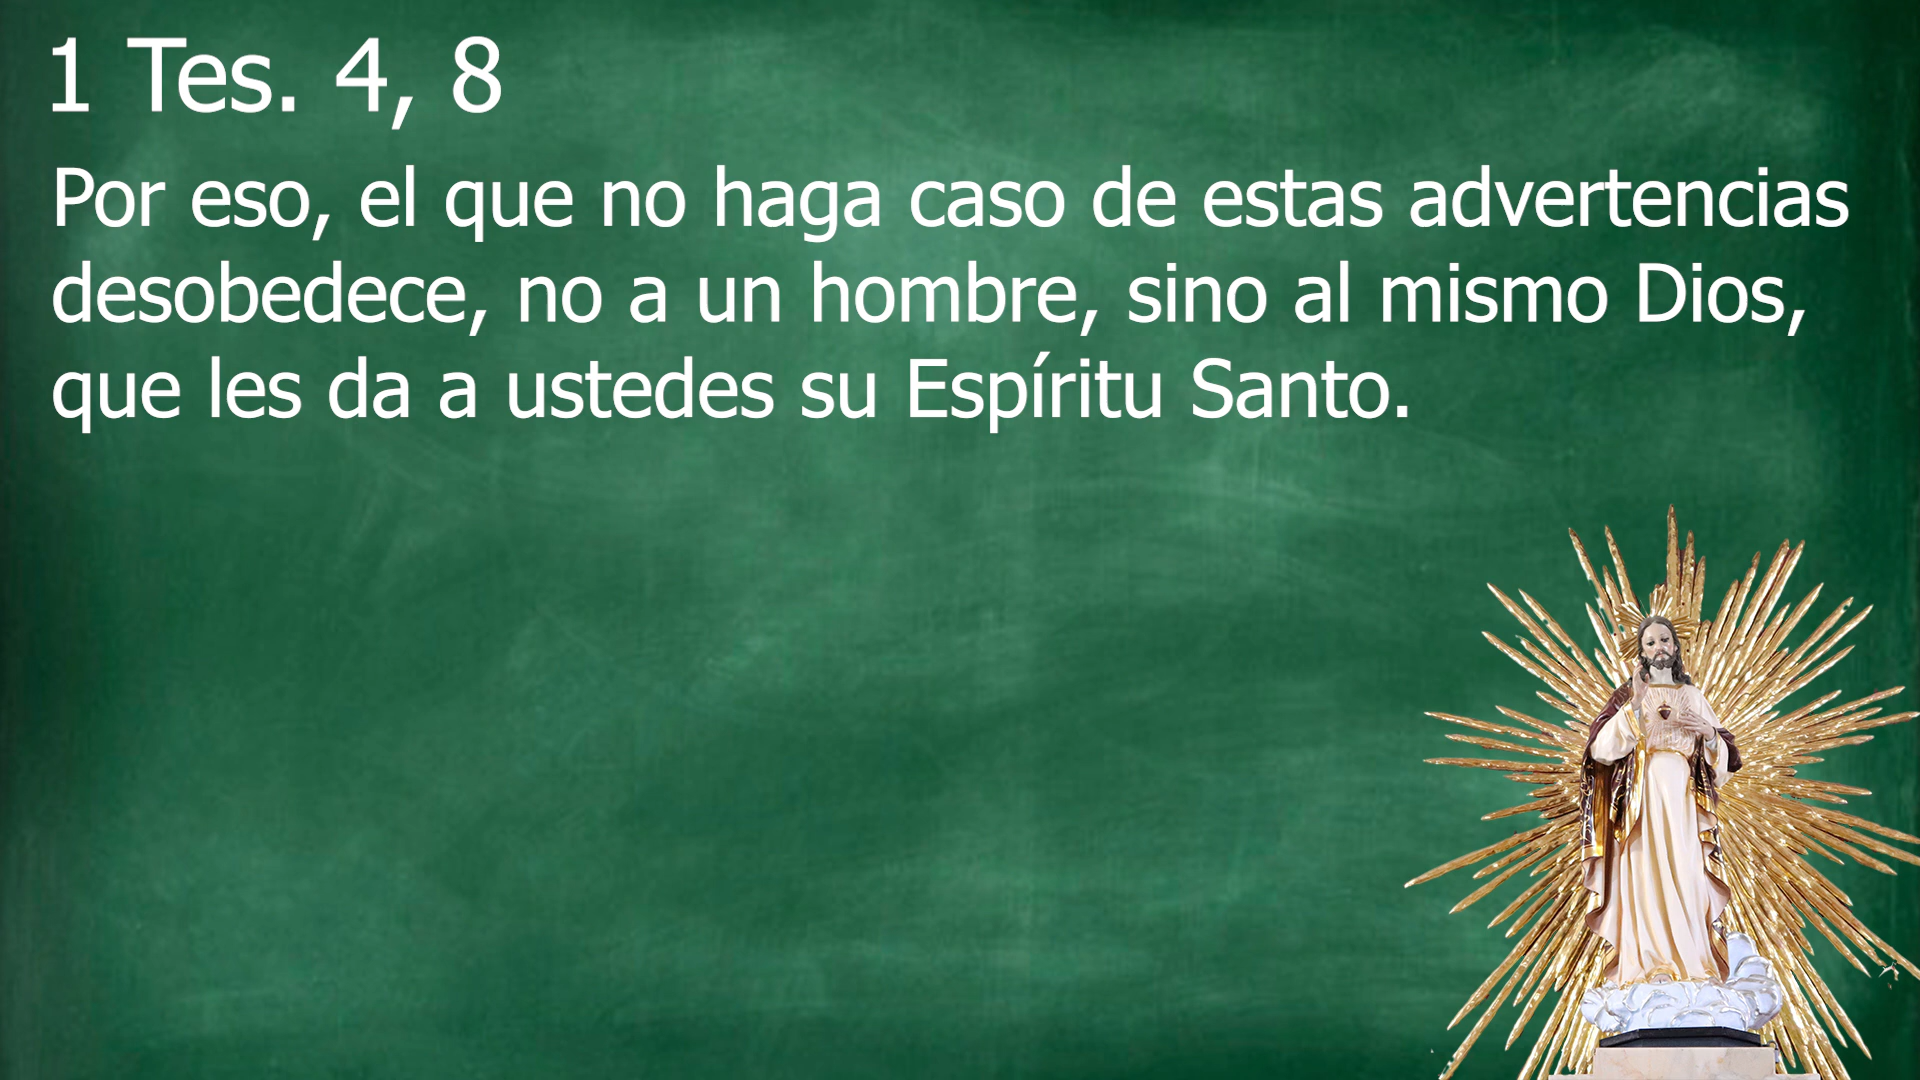 1 Tes. 4, 8
Por eso, el que no haga caso de estas advertencias
desobedece, no a un hombre, sino al mismo Dios,
que les da a ustedes su Espíritu Santo.